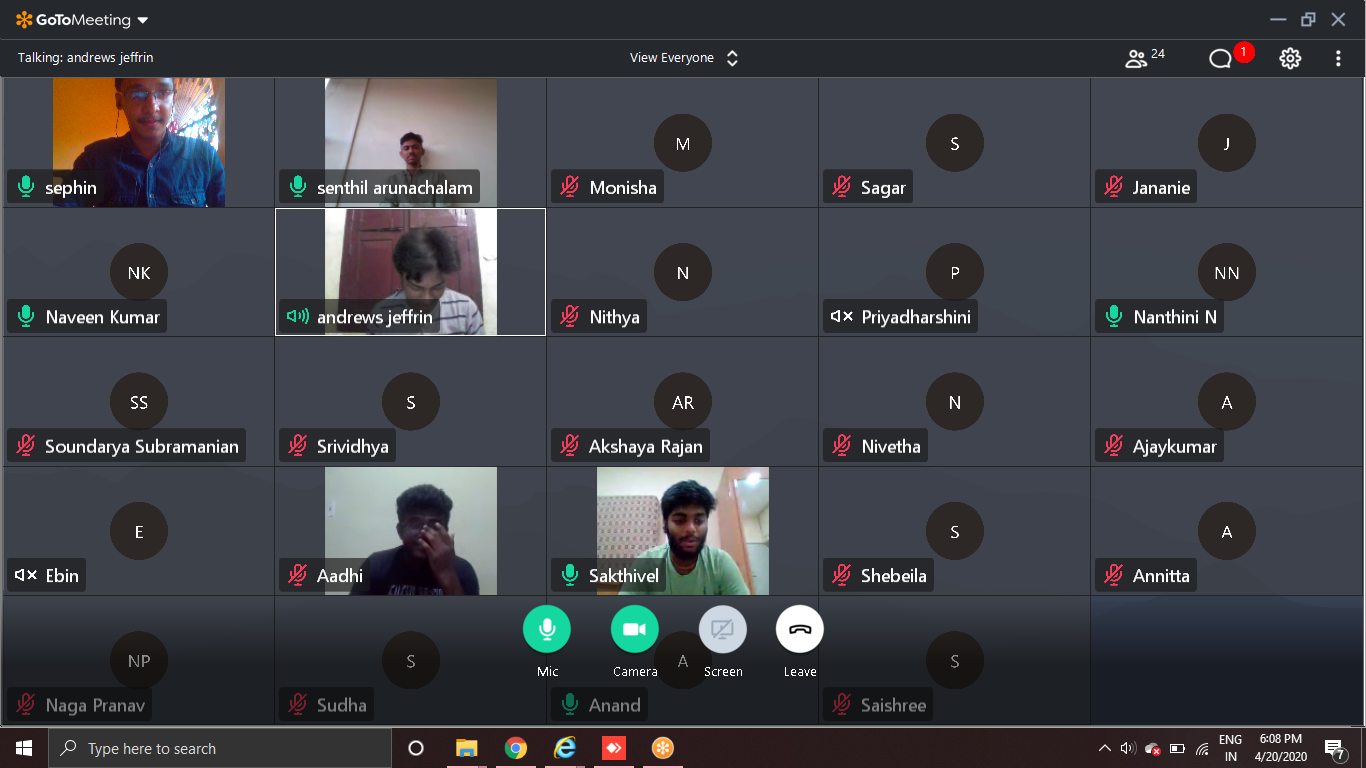 GoToMeeting
Talking: andrews jeffrin
View Everyone
24
1
sephin
senthil arunachalam
M
Monisha
S
Sagar
J
Jananie
NK
Naveen Kumar
andrews jeffrin
N
Nithya
P
Priyadharshini
NN
Nanthini N
SS
Soundarya Subramanian
S
Srividhya
AR
Akshaya Rajan
N
Nivetha
A
Ajaykumar
E
Ebin
Aadhi
Sakthivel
S
Shebeila
A
Annitta
NP
Naga Pranav
S
Sudha
A
Anand
S
Saishree
Mic
Camera
Screen
Leave
Type here to search
ENG
IN
6:08 PM
4/20/2020
7